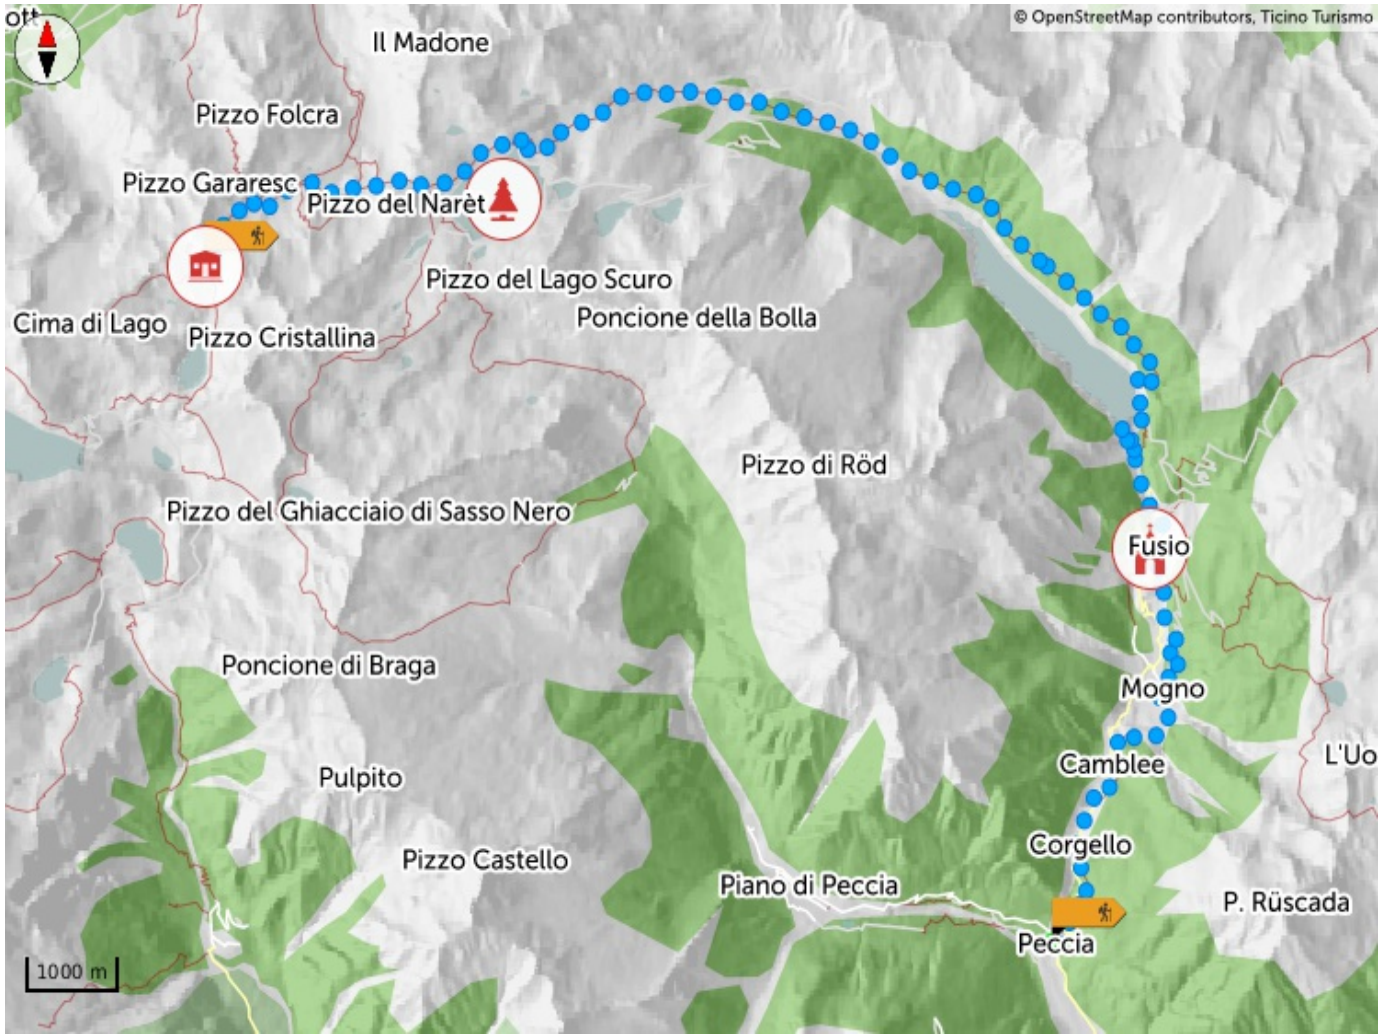 ott
© OpenStreetMap contributors, Ticino Turismo
Il Madone
Pizzo Folcra
Pizzo Gararesc
Pizzo del Narèt
Pizzo del Lago Scuro
Cima di Lago
Pizzo Cristallina
Poncione della Bolla
Pizzo di Röd
Pizzo del Ghiacciaio di Sasso Nero
Fusio
Poncione di Braga
Mogno
Camblee
L'Uo
Pulpito
Corgello
Pizzo Castello
Piano di Peccia
P. Rüscada
Peccia
1000 m